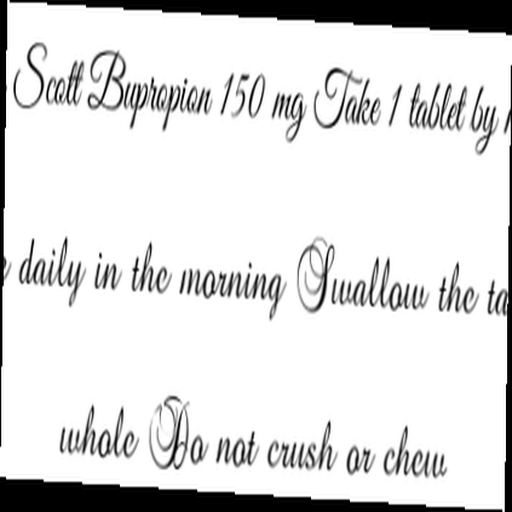 Scott Bupropion 150 mg Take 1 tablet by
daily in the morning Swallow the
whole Do not crush or chew